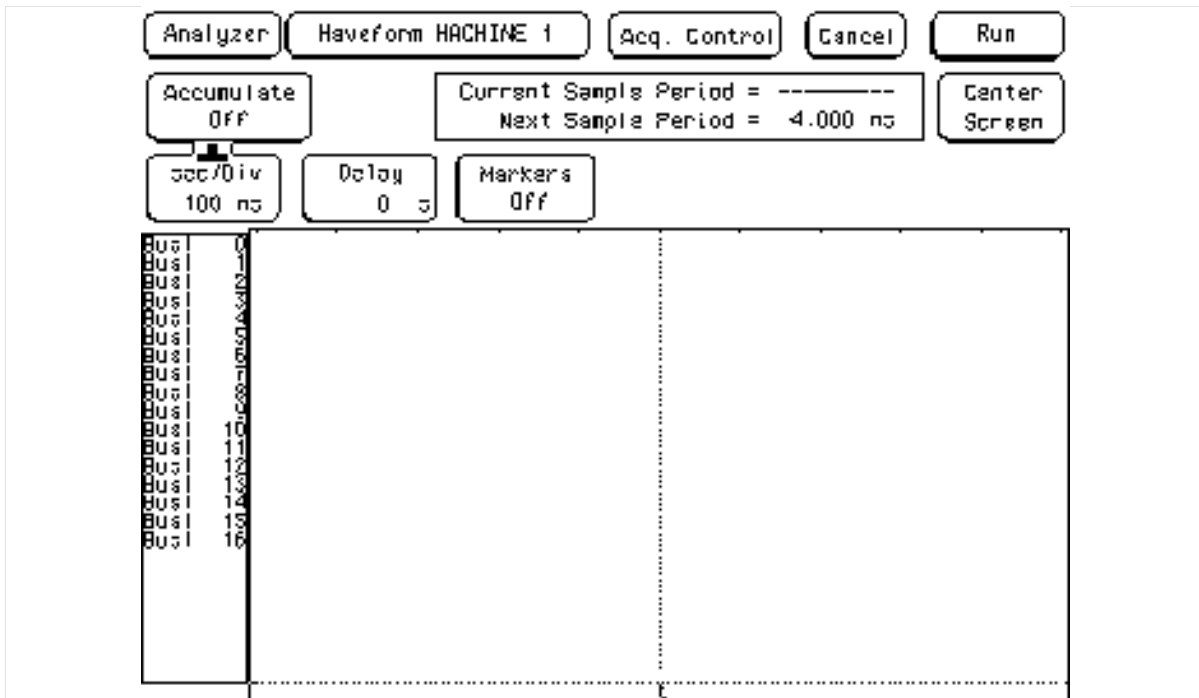 Analyzer Waveform MACHINE 1 Acq. Control Cancel Run
Accumulate Off
Current Sample Period = ----------
Next Sample Period = 4.000 ns
Center Screen
sec/Div 100 ns
Delay 0 s
Markers Off
Bus1 0
Bus1 1
Bus1 2
Bus1 3
Bus1 4
Bus1 5
Bus1 6
Bus1 7
Bus1 8
Bus1 9
Bus1 10
Bus1 11
Bus1 12
Bus1 13
Bus1 14
Bus1 15
Bus1 16